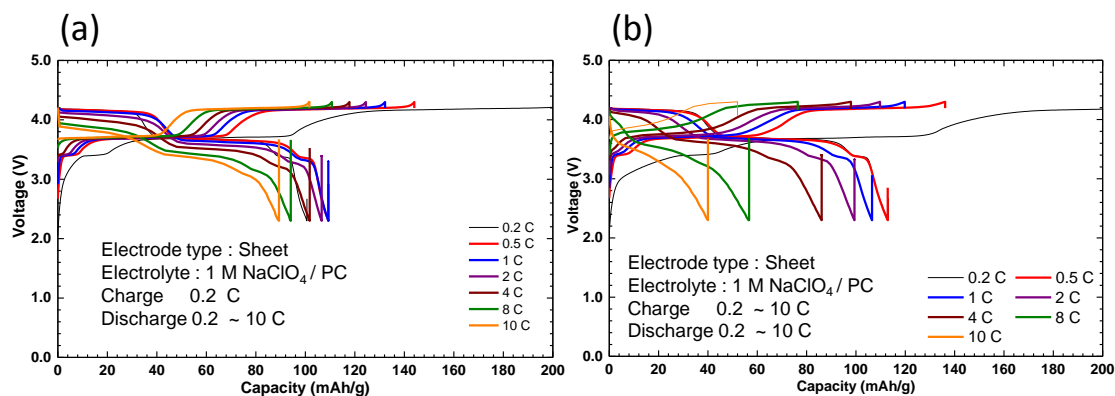 (a)
5.0
4.0
3.0
2.0
1.0
0.0
Voltage (V)
0 20 40 60 80 100 120 140 160 180 200
Capacity (mAh/g)
Electrode type : Sheet
Electrolyte : 1 M NaClO4 / PC
Charge 0.2 C
Discharge 0.2 ~ 10 C
0.2 C
0.5 C
1 C
2 C
4 C
8 C
10 C
(b)
5.0
4.0
3.0
2.0
1.0
0.0
Voltage (V)
0 20 40 60 80 100 120 140 160 180 200
Capacity (mAh/g)
Electrode type : Sheet
Electrolyte : 1 M NaClO4 / PC
Charge 0.2 ~ 10 C
Discharge 0.2 ~ 10 C
0.2 C 0.5 C
1 C 2 C
4 C 8 C
10 C